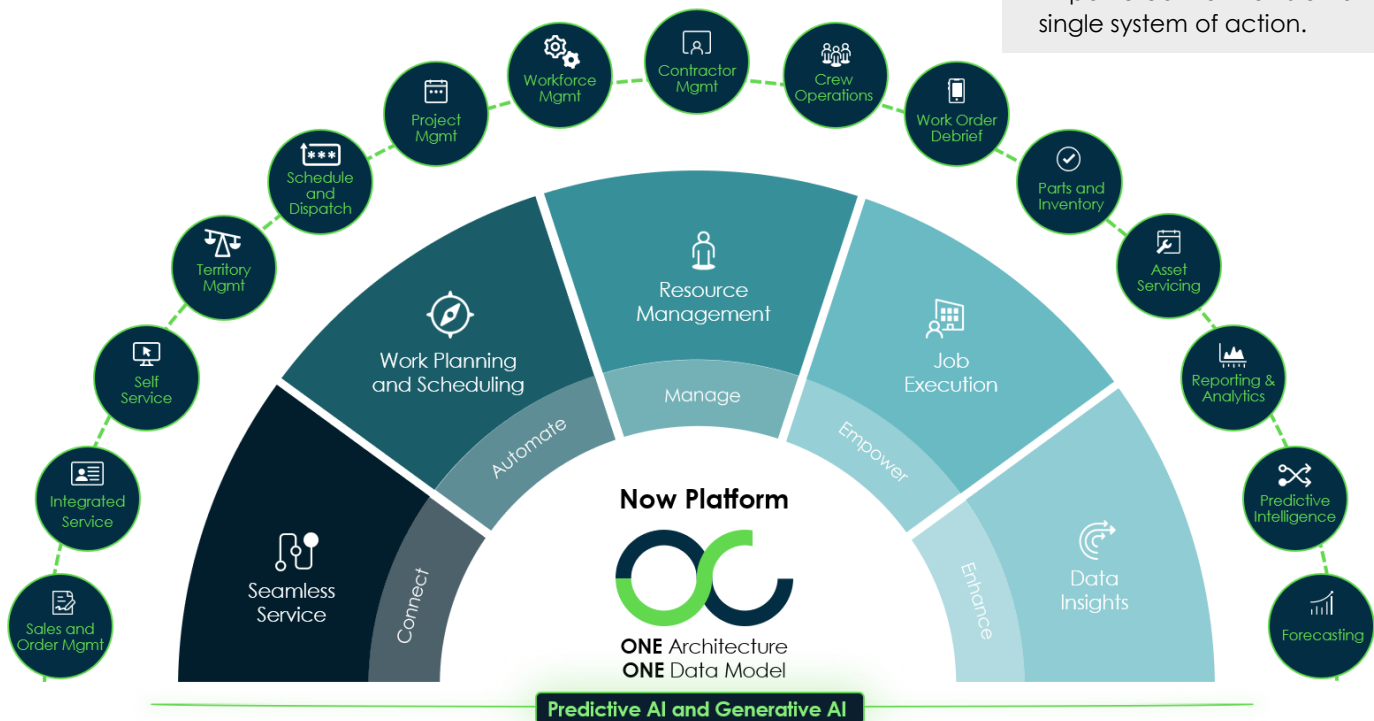 single system of action.
Contractor
Mgmt
Workforce
Mgmt
Crew
Operations
Project
Mgmt
Work Order
Debrief
Schedule
and
Dispatch
Parts and
Inventory
Territory
Mgmt
Asset
Servicing
Self
Service
Reporting &
Analytics
Integrated
Service
Predictive
Intelligence
Sales and
Order Mgmt
Forecasting
Resource
Management
Manage
Work Planning
and Scheduling
Automate
Job
Execution
Empower
Seamless
Service
Connect
Data
Insights
Enhance
Now Platform
ONE Architecture
ONE Data Model
Predictive AI and Generative AI